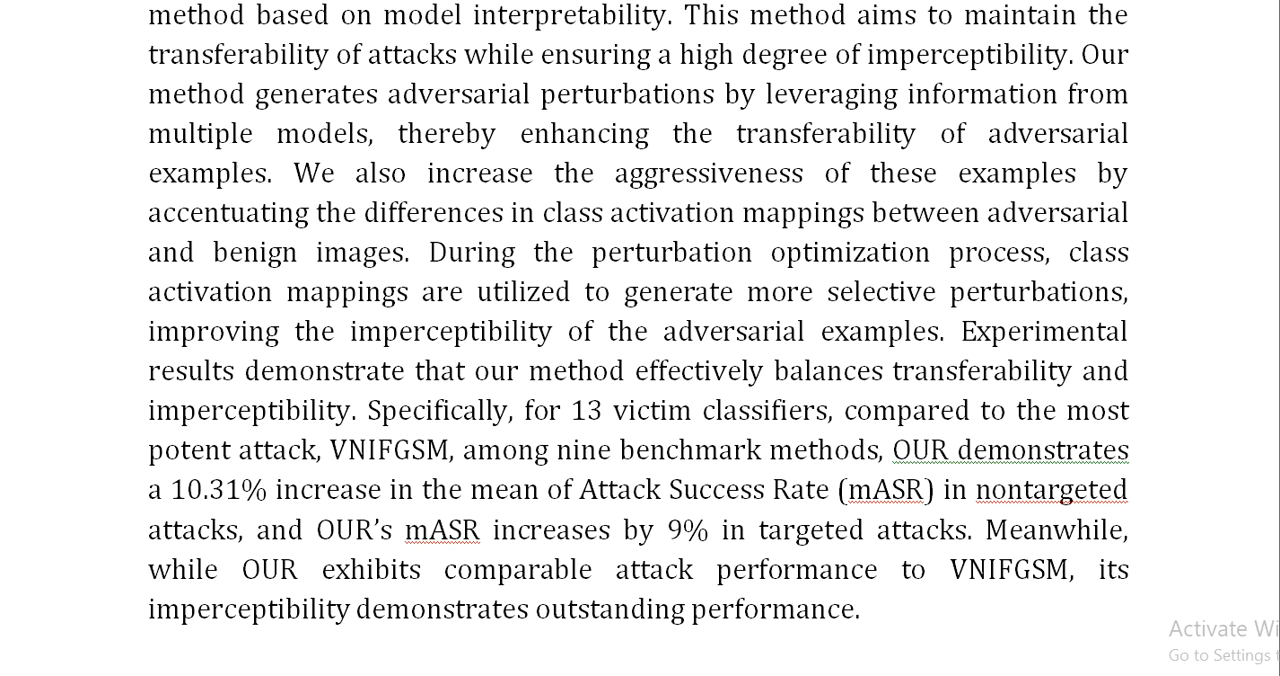 method based on model interpretability. This method aims to maintain the
transferability of attacks while ensuring a high degree of imperceptibility. Our
method generates adversarial perturbations by leveraging information from
multiple models, thereby enhancing the transferability of adversarial
examples. We also increase the aggressiveness of these examples by
accentuating the differences in class activation mappings between adversarial
and benign images. During the perturbation optimization process, class
activation mappings are utilized to generate more selective perturbations,
improving the imperceptibility of the adversarial examples. Experimental
results demonstrate that our method effectively balances transferability and
imperceptibility. Specifically, for 13 victim classifiers, compared to the most
potent attack, VNIFGSM, among nine benchmark methods, OUR demonstrates
a 10.31% increase in the mean of Attack Success Rate (mASR) in nontargeted
attacks, and OUR’s mASR increases by 9% in targeted attacks. Meanwhile,
while OUR exhibits comparable attack performance to VNIFGSM, its
imperceptibility demonstrates outstanding performance.
Activate Wi
Go to Settings t